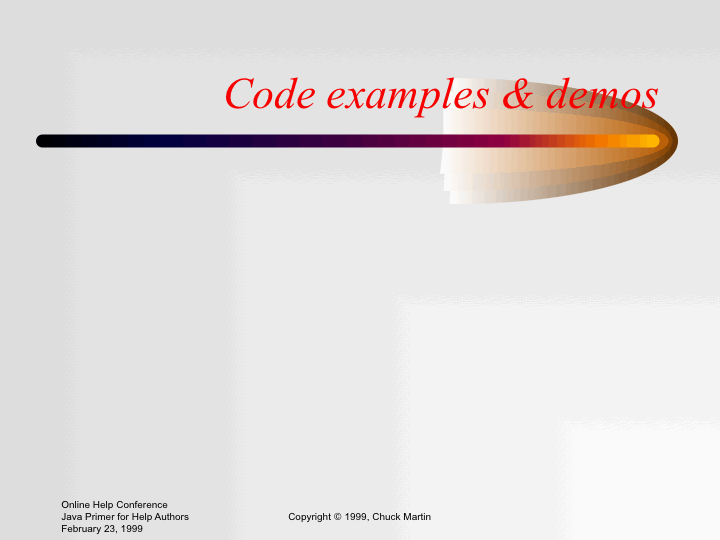 Code examples & demos
Online Help Conference
Java Primer for Help Authors
February 23, 1999
Copyright © 1999, Chuck Martin